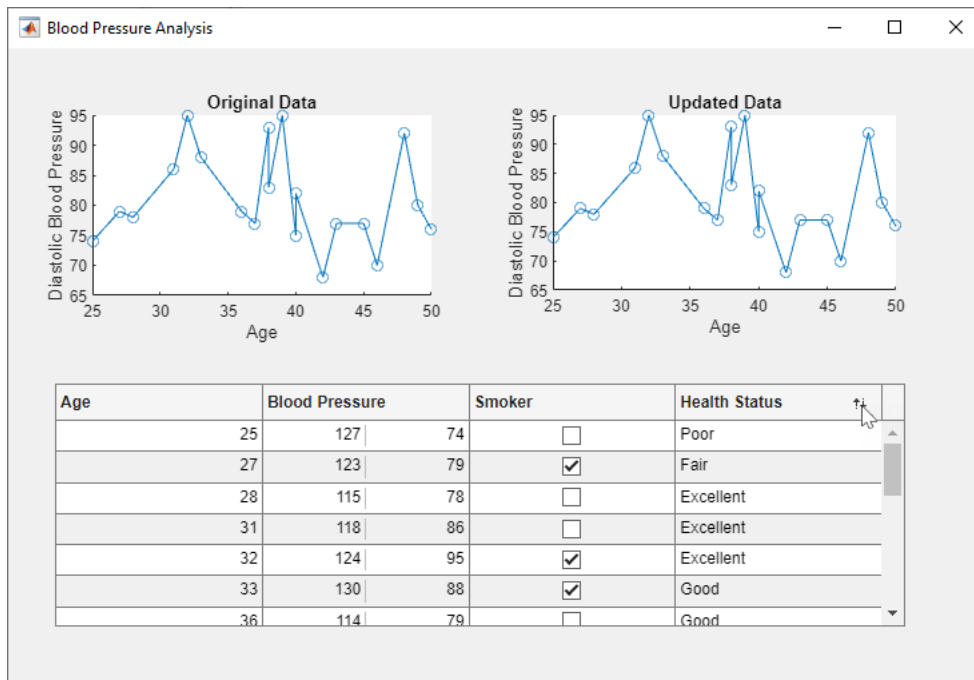 Blood Pressure Analysis
Original Data
Diastolic Blood Pressure
95
90
85
80
75
70
65
25 30 35 40 45 50
Age
Updated Data
Diastolic Blood Pressure
95
90
85
80
75
70
65
25 30 35 40 45 50
Age
Age Blood Pressure Smoker Health Status
25 127 74 Poor
27 123 79 Fair
28 115 78 Excellent
31 118 86 Excellent
32 124 95 Excellent
33 130 88 Good
36 114 79 Good